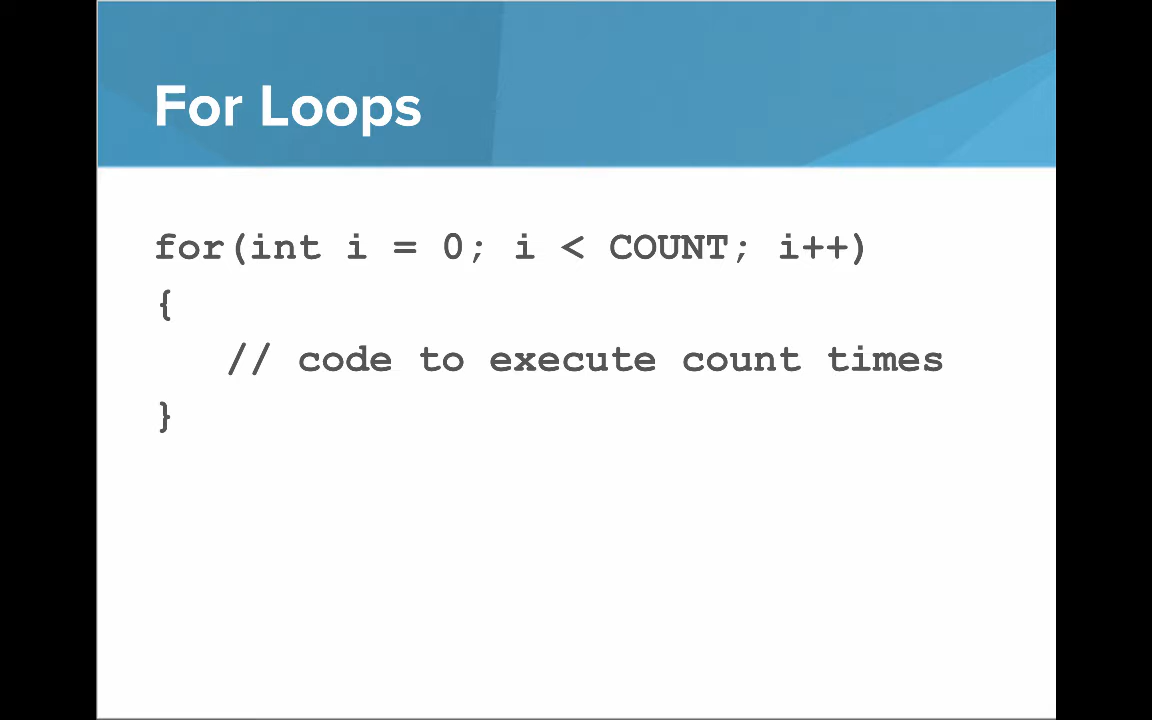 For Loops
for(int i = 0; i < COUNT; i++)
{
// code to execute count times
}